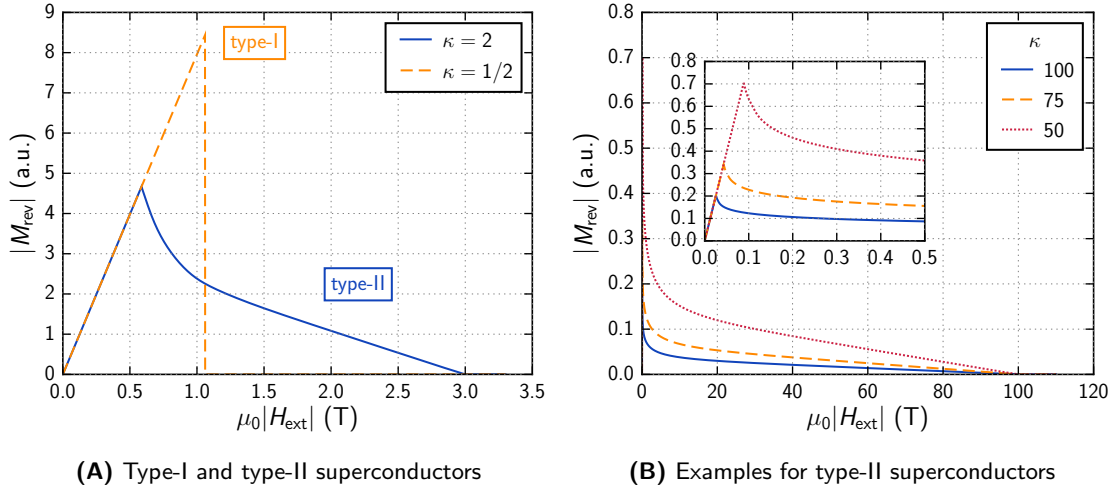 9
8
7
6
5
4
3
2
1
0
0.0 0.5 1.0 1.5 2.0 2.5 3.0 3.5
|M_rev| (a.u.)
μ₀|H_ext| (T)
type-I
type-II
κ = 2
κ = 1/2
(A) Type-I and type-II superconductors
0.8
0.7
0.6
0.5
0.4
0.3
0.2
0.1
0.0
0 20 40 60 80 100 120
|M_rev| (a.u.)
μ₀|H_ext| (T)
κ
100
75
50
0.8
0.7
0.6
0.5
0.4
0.3
0.2
0.1
0.0
0.0 0.1 0.2 0.3 0.4 0.5
(B) Examples for type-II superconductors